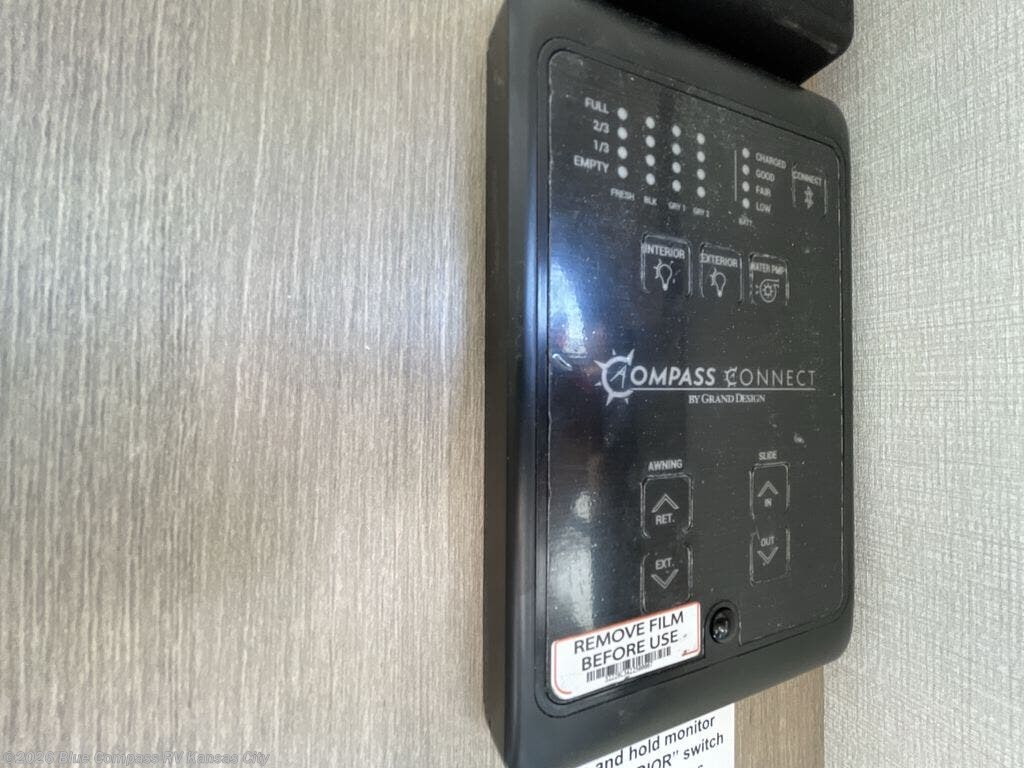 FULL
2/3
1/3
EMPTY
FRESH BLK GRY 1 GRY 2
CHARGED
GOOD
FAIR
LOW
BATT
CONNECT
INTERIOR
EXTERIOR
WATER PMP
COMPASS CONNECT
BY GRAND DESIGN
AWNING
RET.
EXT.
SLIDE
IN
OUT
REMOVE FILM
BEFORE USE
and hold monitor
RIOR" switch
©2026 Blue Compass RV Kansas City